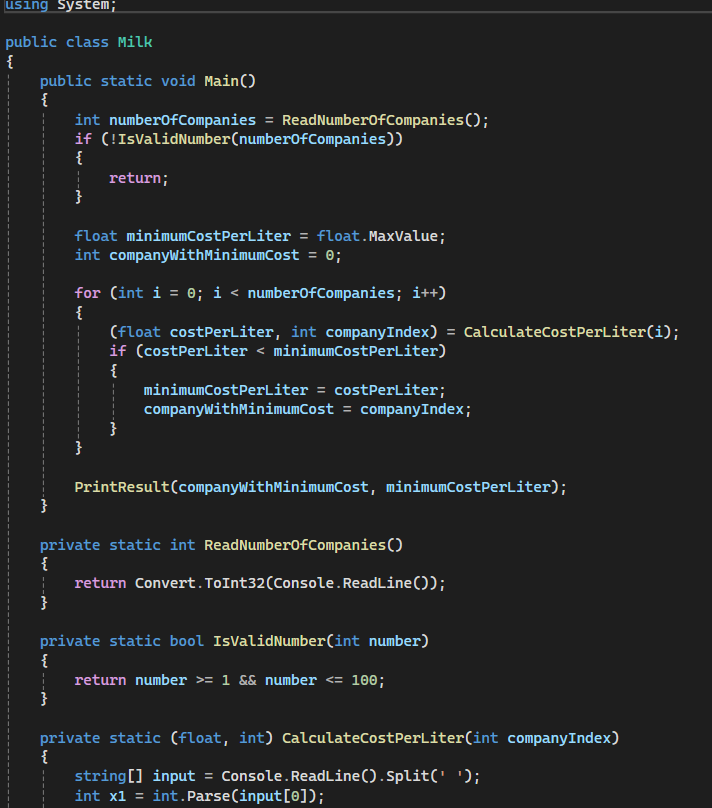 using System;
public class Milk
{
public static void Main()
{
int numberOfCompanies = ReadNumberOfCompanies();
if (!IsValidNumber(numberOfCompanies))
{
return;
}
float minimumCostPerLiter = float.MaxValue;
int companyWithMinimumCost = 0;
for (int i = 0; i < numberOfCompanies; i++)
{
(float costPerLiter, int companyIndex) = CalculateCostPerLiter(i);
if (costPerLiter < minimumCostPerLiter)
{
minimumCostPerLiter = costPerLiter;
companyWithMinimumCost = companyIndex;
}
}
PrintResult(companyWithMinimumCost, minimumCostPerLiter);
}
private static int ReadNumberOfCompanies()
{
return Convert.ToInt32(Console.ReadLine());
}
private static bool IsValidNumber(int number)
{
return number >= 1 && number <= 100;
}
private static (float, int) CalculateCostPerLiter(int companyIndex)
{
string[] input = Console.ReadLine().Split(' ');
int x1 = int.Parse(input[0]);